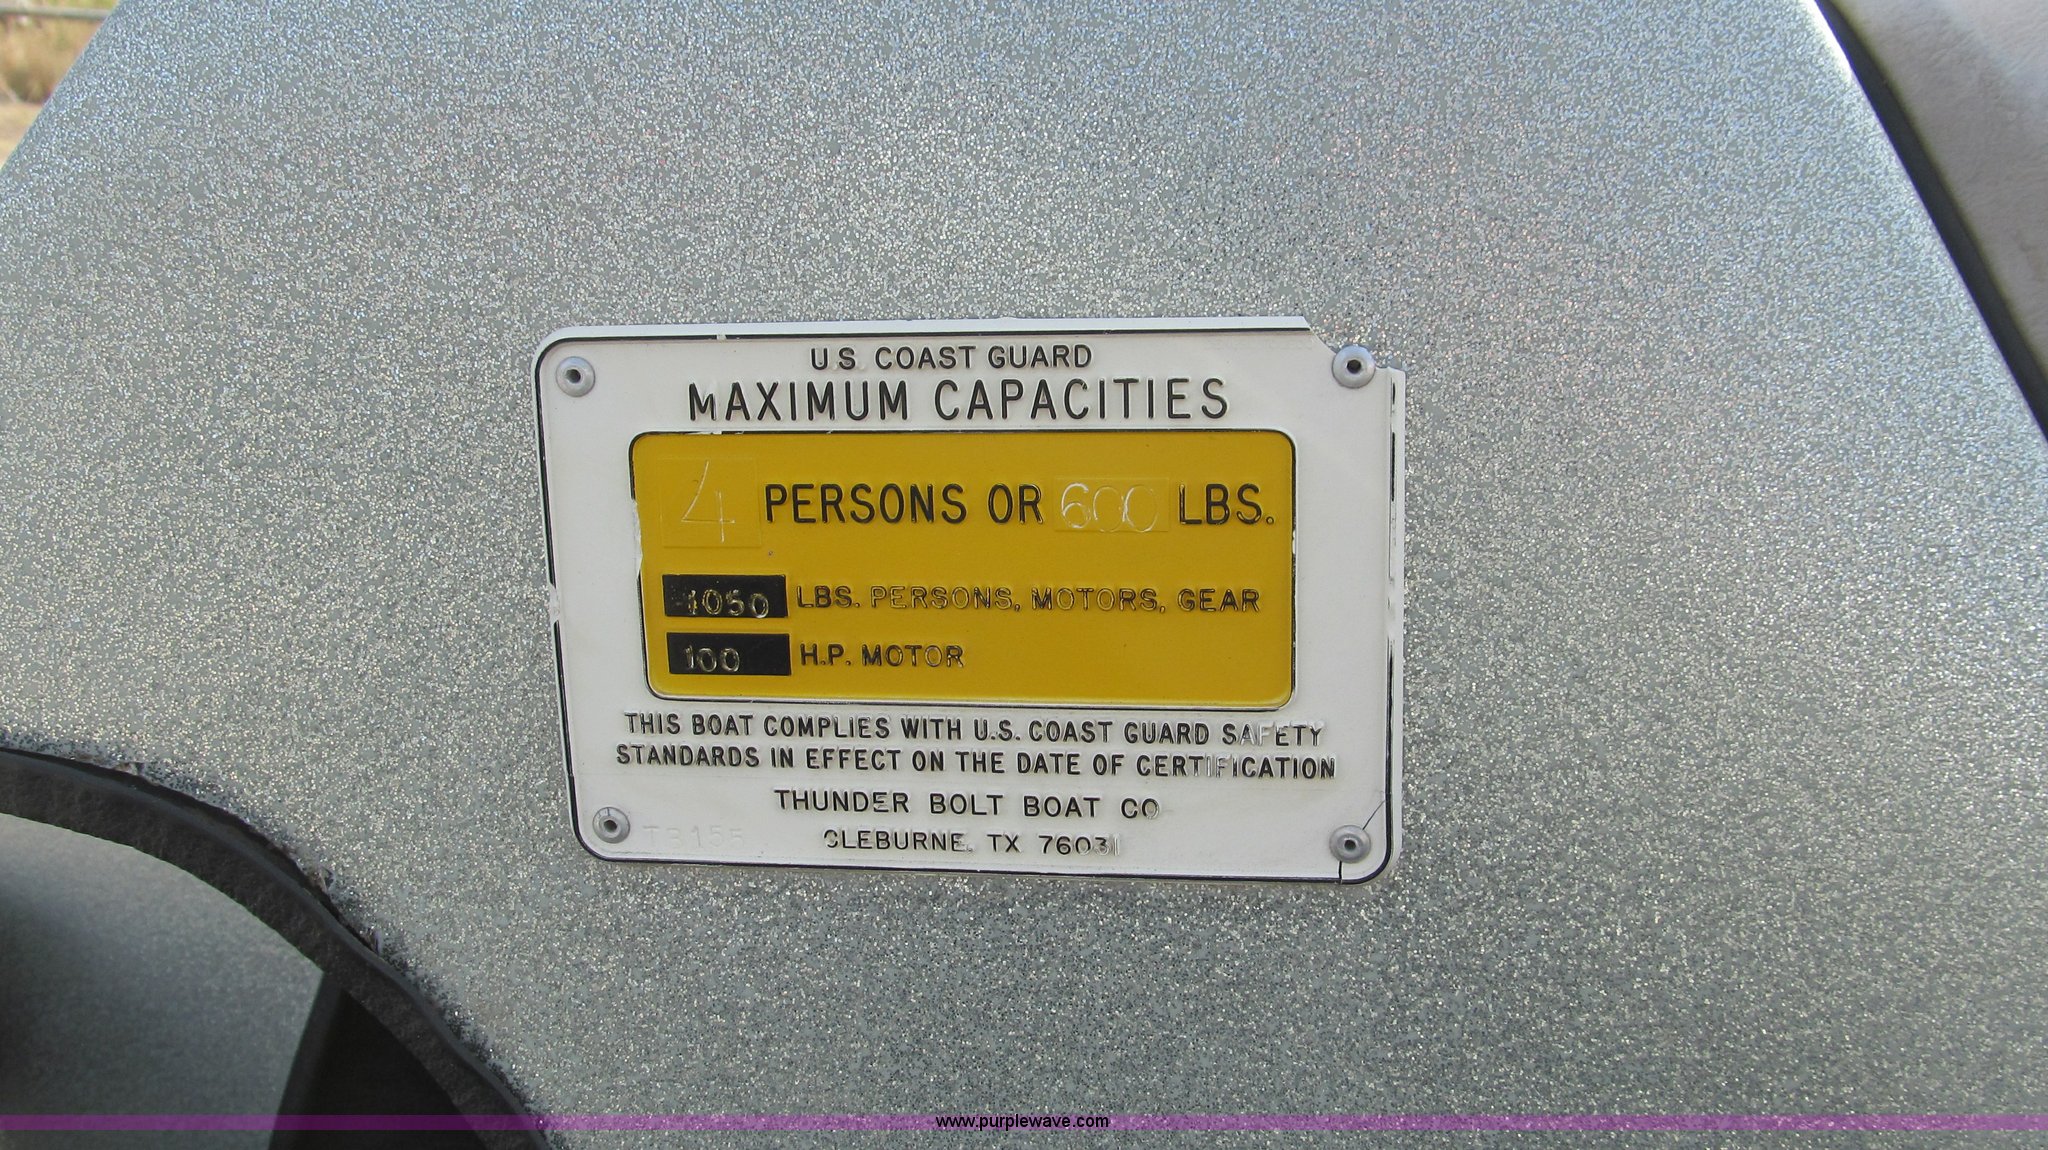 U.S. COAST GUARD
MAXIMUM CAPACITIES
4 PERSONS OR 600 LBS.
1050 LBS. PERSONS, MOTORS, GEAR
100 H.P. MOTOR
THIS BOAT COMPLIES WITH U.S. COAST GUARD SAFETY
STANDARDS IN EFFECT ON THE DATE OF CERTIFICATION
THUNDER BOLT BOAT CO
TB155 CLEBURNE, TX 76031
www.purplewave.com